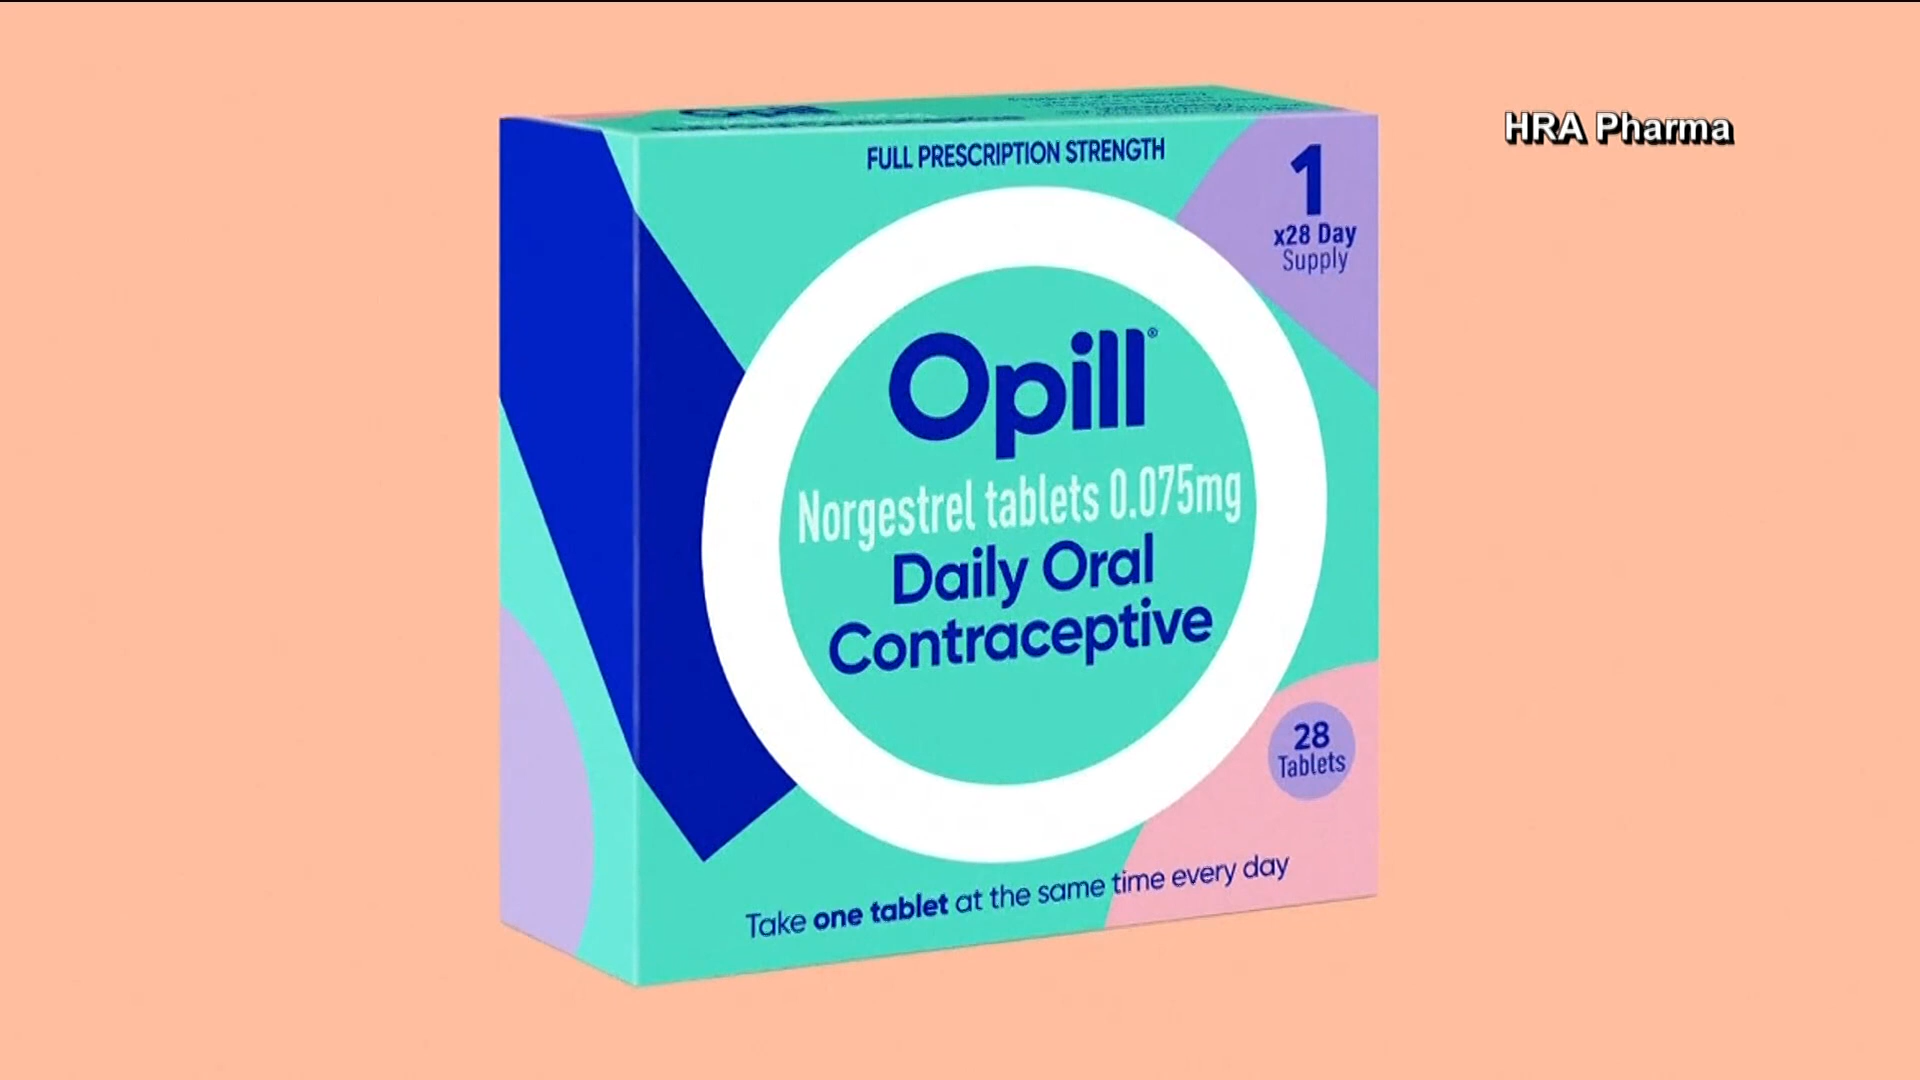 HRA Pharma
Opill
FULL PRESCRIPTION STRENGTH
1
x28 Day
Supply
Opill®
Norgestrel tablets 0.075mg
Daily Oral
Contraceptive
28
Tablets
Take one tablet at the same time every day